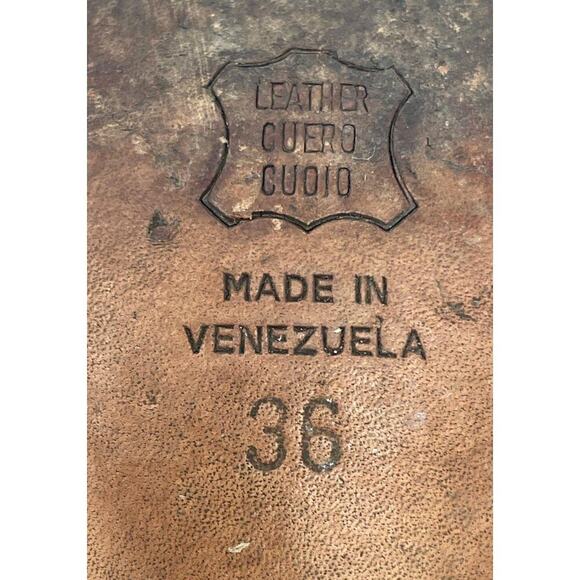 LEATHER
CUERO
CUOIO
MADE IN
VENEZUELA
36